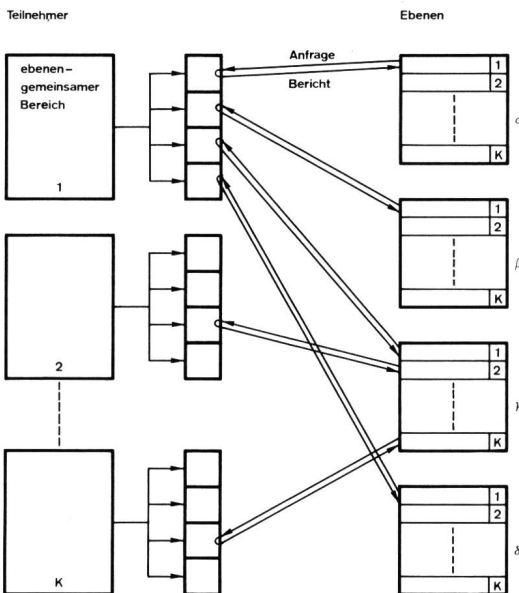 Teilnehmer
Ebenen
ebenen-
gemeinsamer
Bereich
1
Anfrage
Bericht
1
2
K
α
1
2
K
β
2
1
2
K
γ
K
1
2
K
δ